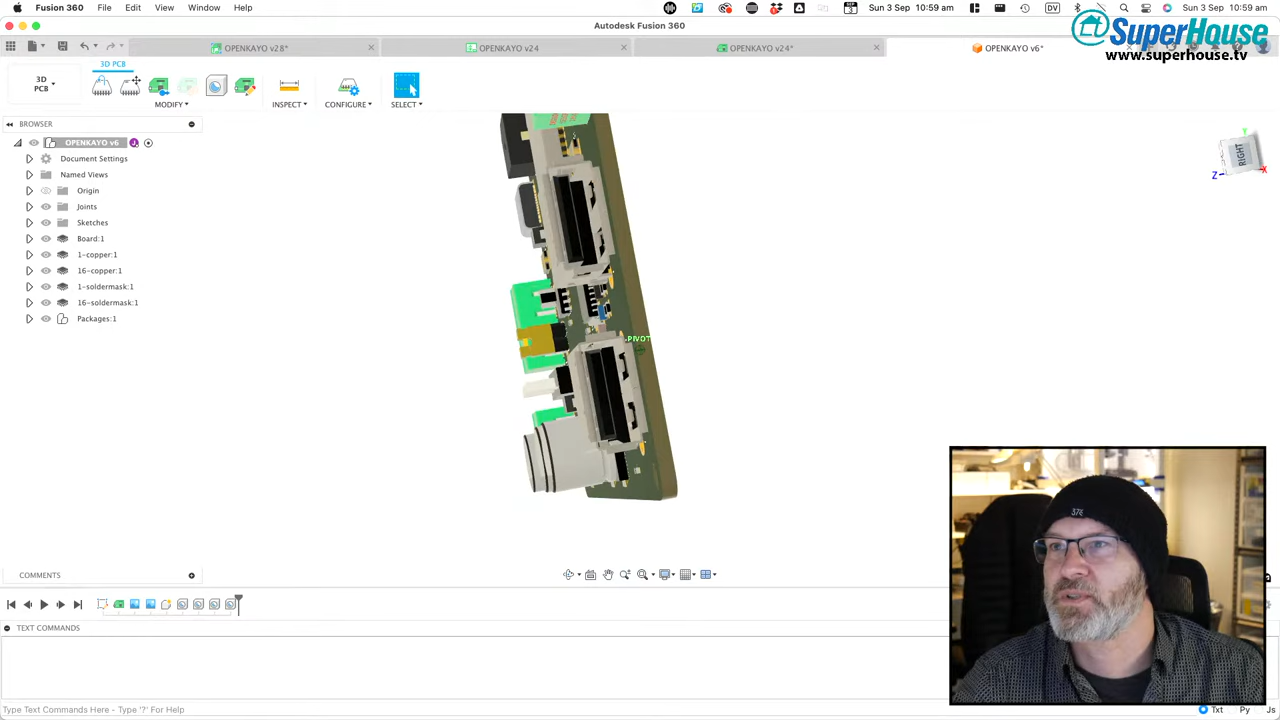 Fusion 360 File Edit View Window Help
DV Sun 3 Sep 10:59 am Sun 3 Sep 10:59 am
Autodesk Fusion 360
SuperHouse
www.superhouse.tv
OPENKAYO v28* OPENKAYO v24 OPENKAYO v24* OPENKAYO v6*
3D PCB
3D
PCB
MODIFY INSPECT CONFIGURE SELECT
BROWSER
OPENKAYO v6
Document Settings
Named Views
Origin
Joints
Sketches
Board:1
1-copper:1
16-copper:1
1-soldermask:1
16-soldermask:1
Packages:1
PIVOT
Y
RIGHT
Z
X
COMMENTS
TEXT COMMANDS
Type Text Commands Here - Type '?' For Help
Txt Py Js